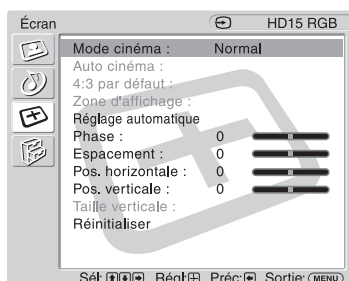 Écran HD15 RGB
Mode cinéma : Normal
Auto cinéma :
4:3 par défaut :
Zone d'affichage :
Réglage automatique
Phase : 0
Espacement : 0
Pos. horizontale : 0
Pos. verticale : 0
Taille verticale :
Réinitialiser
Sél: Régl: Préc: Sortie: MENU